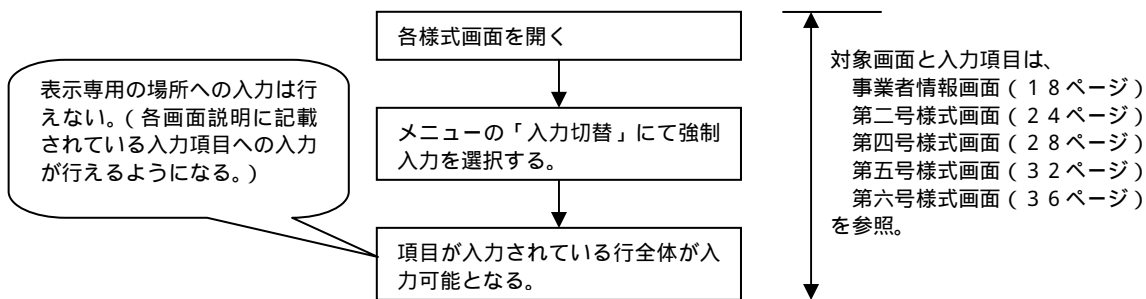 各様式画面を開く
表示専用の場所への入力は行
えない。(各画面説明に記載
されている入力項目への入力
が行えるようになる。)
メニューの「入力切替」にて強制
入力を選択する。
項目が入力されている行全体が入
力可能となる。
対象画面と入力項目は、
事業者情報画面(18ページ)
第二号様式画面(24ページ)
第四号様式画面(28ページ)
第五号様式画面(32ページ)
第六号様式画面(36ページ)
を参照。